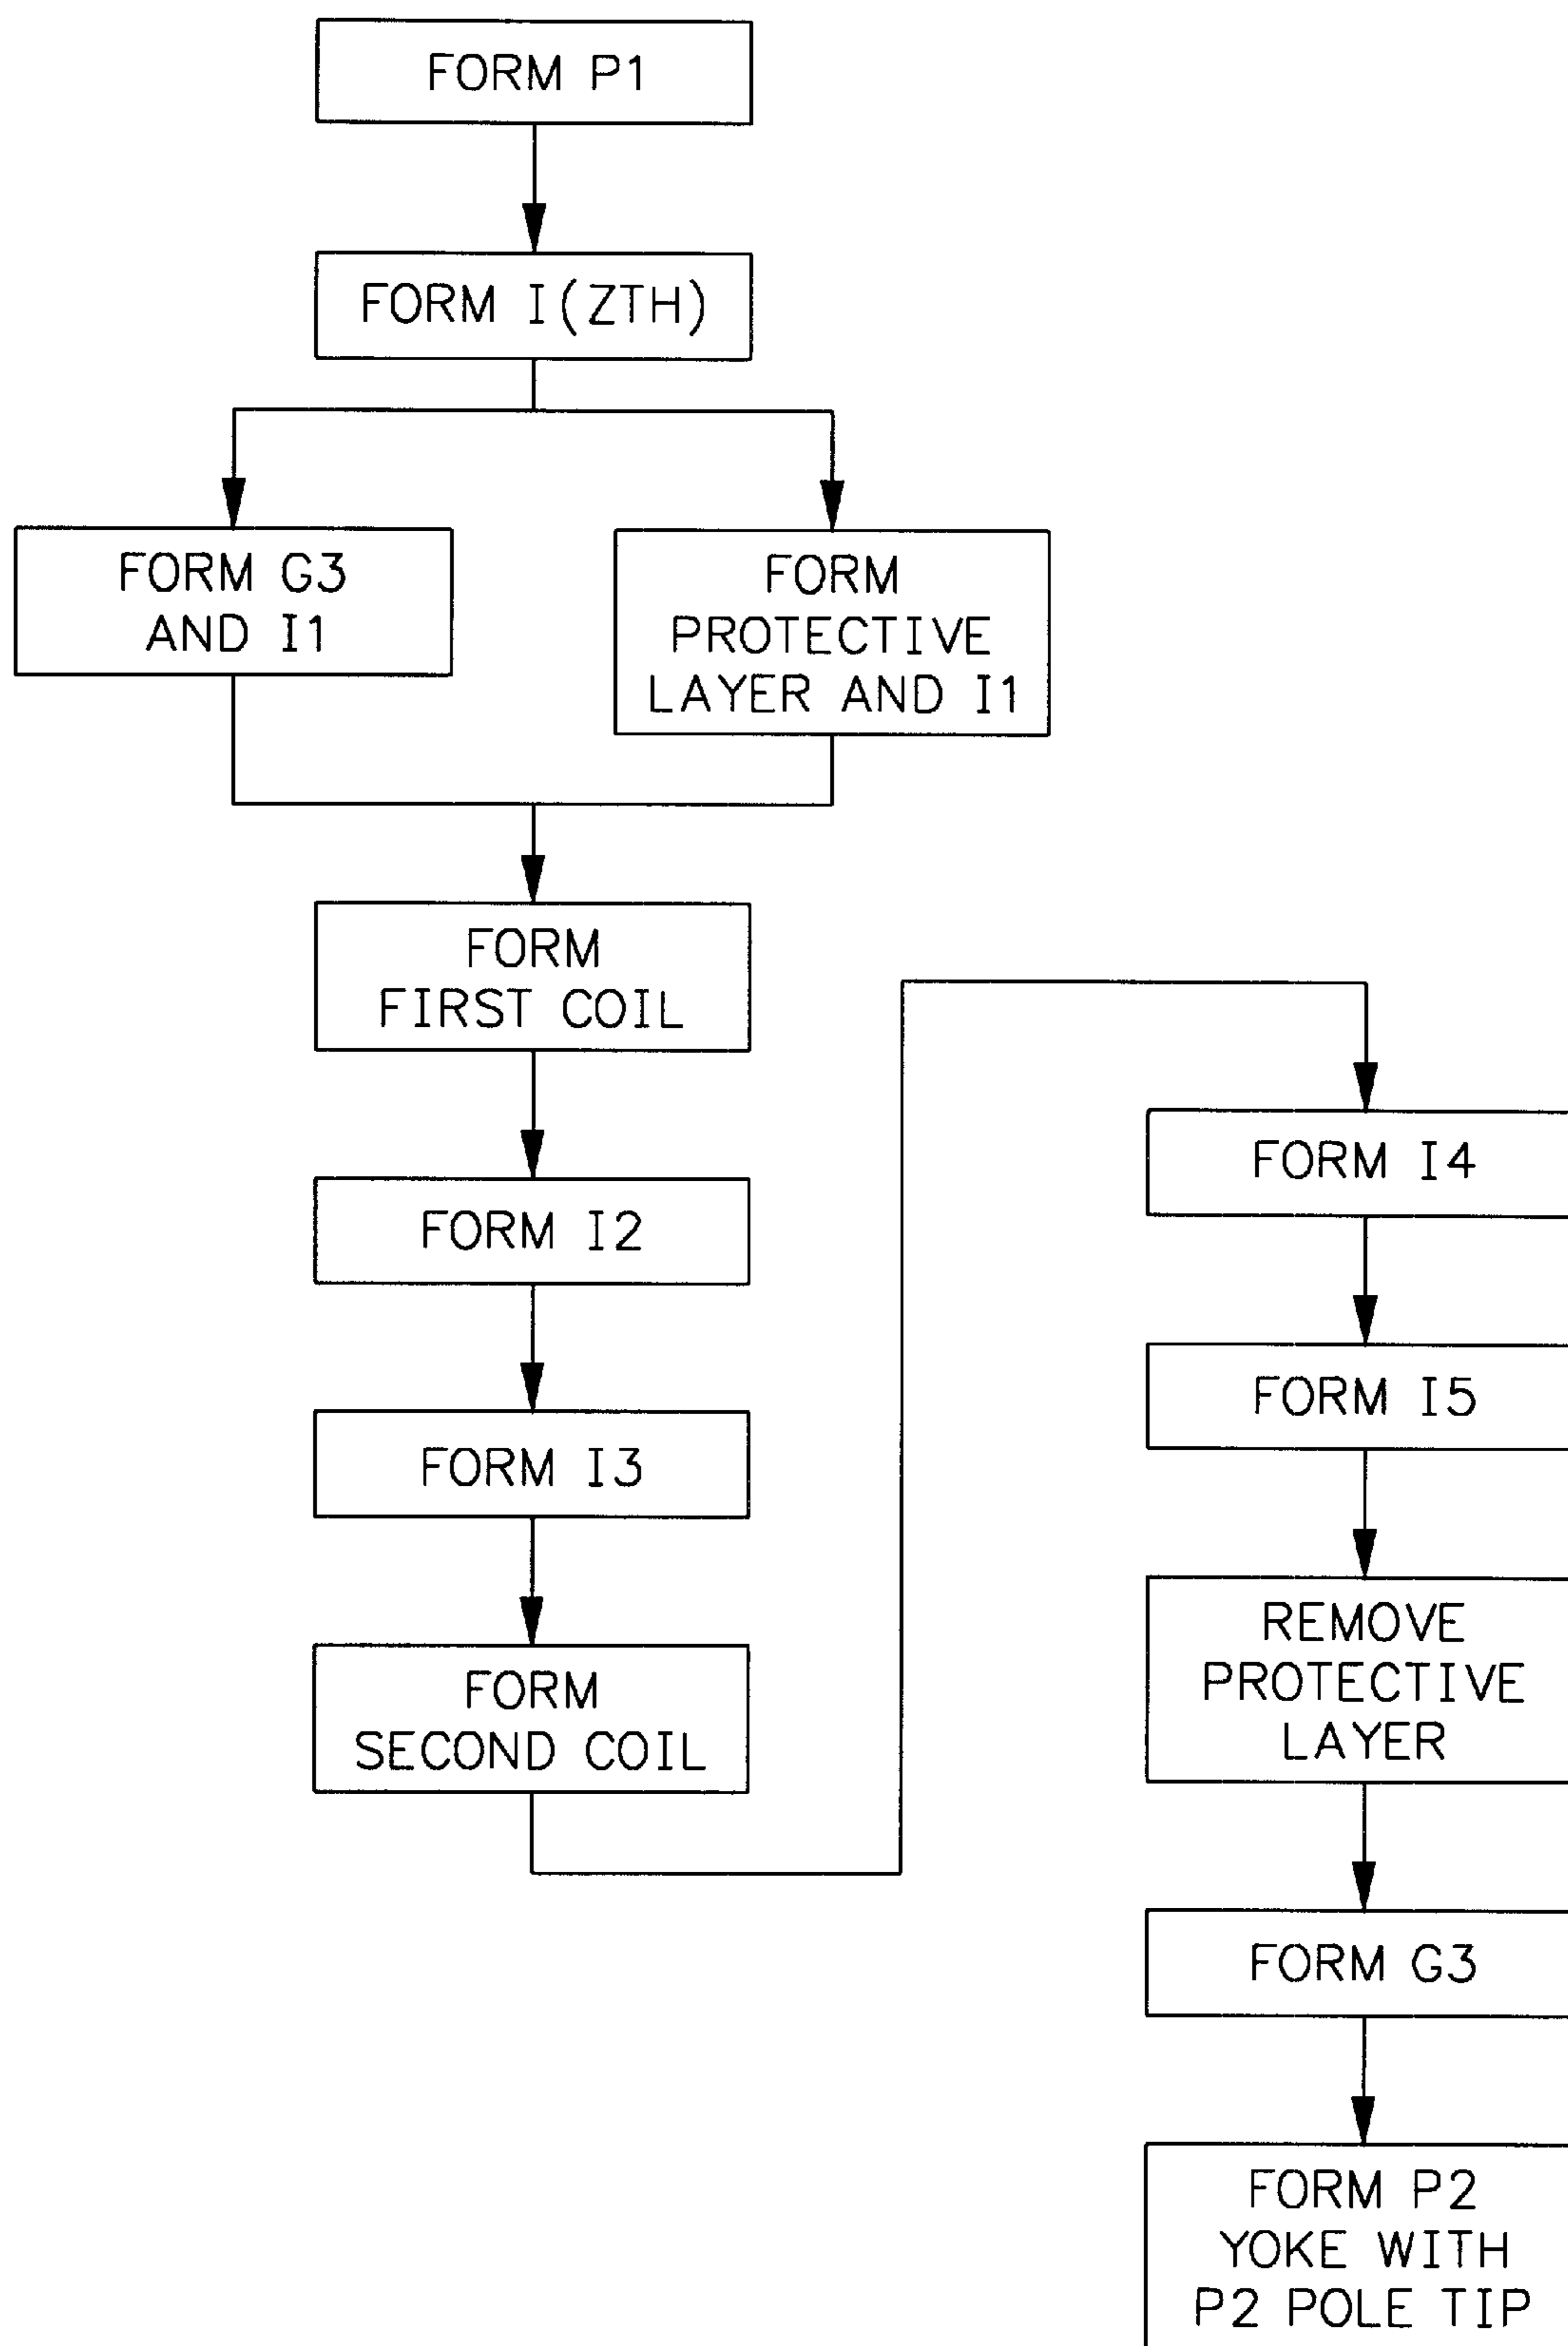 FORM P1
FORM I(ZTH)
FORM G3
AND I1
FORM
PROTECTIVE
LAYER AND I1
FORM
FIRST COIL
FORM I2
FORM I3
FORM
SECOND COIL
FORM I4
FORM I5
REMOVE
PROTECTIVE
LAYER
FORM G3
FORM P2
YOKE WITH
P2 POLE TIP